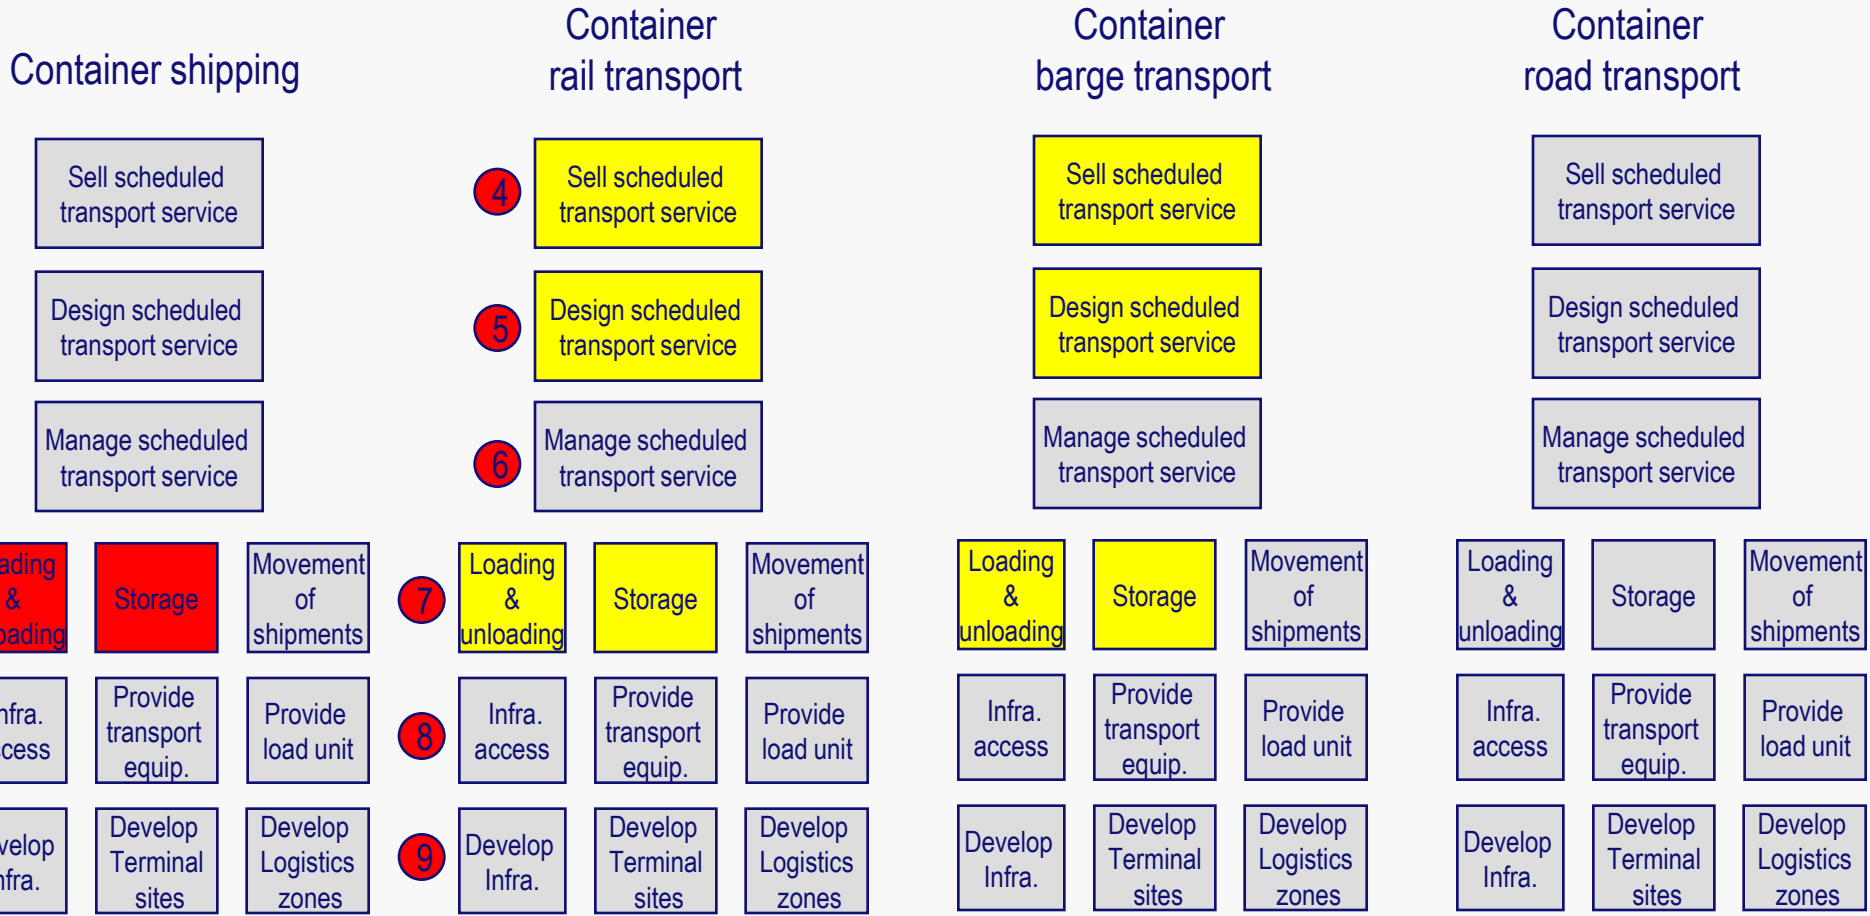 Container shipping
Container
rail transport
Container
barge transport
Container
road transport
Sell scheduled
transport service
4
Sell scheduled
transport service
Sell scheduled
transport service
Sell scheduled
transport service
Design scheduled
transport service
5
Design scheduled
transport service
Design scheduled
transport service
Design scheduled
transport service
Manage scheduled
transport service
6
Manage scheduled
transport service
Manage scheduled
transport service
Manage scheduled
transport service
&
Storage
Movement
of
shipments
7
Loading
&
unloading
Storage
Movement
of
shipments
Loading
&
unloading
Storage
Movement
of
shipments
Loading
&
unloading
Storage
Movement
of
shipments
Provide
transport
equip.
Provide
load unit
8
Infra.
access
Provide
transport
equip.
Provide
load unit
Infra.
access
Provide
transport
equip.
Provide
load unit
Infra.
access
Provide
transport
equip.
Provide
load unit
Develop
Terminal
sites
Develop
Logistics
zones
9
Develop
Infra.
Develop
Terminal
sites
Develop
Logistics
zones
Develop
Infra.
Develop
Terminal
sites
Develop
Logistics
zones
Develop
Infra.
Develop
Terminal
sites
Develop
Logistics
zones